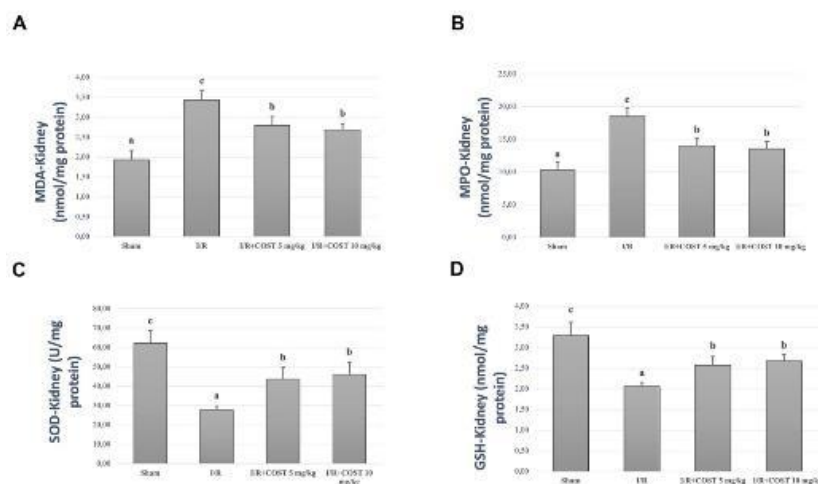 A
MDA-Kidney
(nmol/mg protein)
4,00
3,50
3,00
2,50
2,00
1,50
1,00
0,50
0,00
a
c
b
b
Sham
I/R
I/R+COST 5 mg/kg
I/R+COST 10 mg/kg
B
MPO-Kidney
(nmol/mg protein)
25,00
20,00
15,00
10,00
5,00
00,00
a
c
b
b
Sham
I/R
I/R+COST 5 mg/kg
I/R+COST 10 mg/kg
C
SOD-Kidney (U/mg
protein)
80,00
70,00
60,00
50,00
40,00
30,00
20,00
10,00
00,00
c
a
b
b
Sham
I/R
I/R+COST 5 mg/kg
I/R+COST 10
mg/kg
D
GSH-Kidney (nmol/mg
protein)
4,00
3,50
3,00
2,50
2,00
1,50
1,00
0,50
0,00
c
a
b
b
Sham
I/R
I/R+COST 5 mg/kg
I/R+COST 10 mg/kg